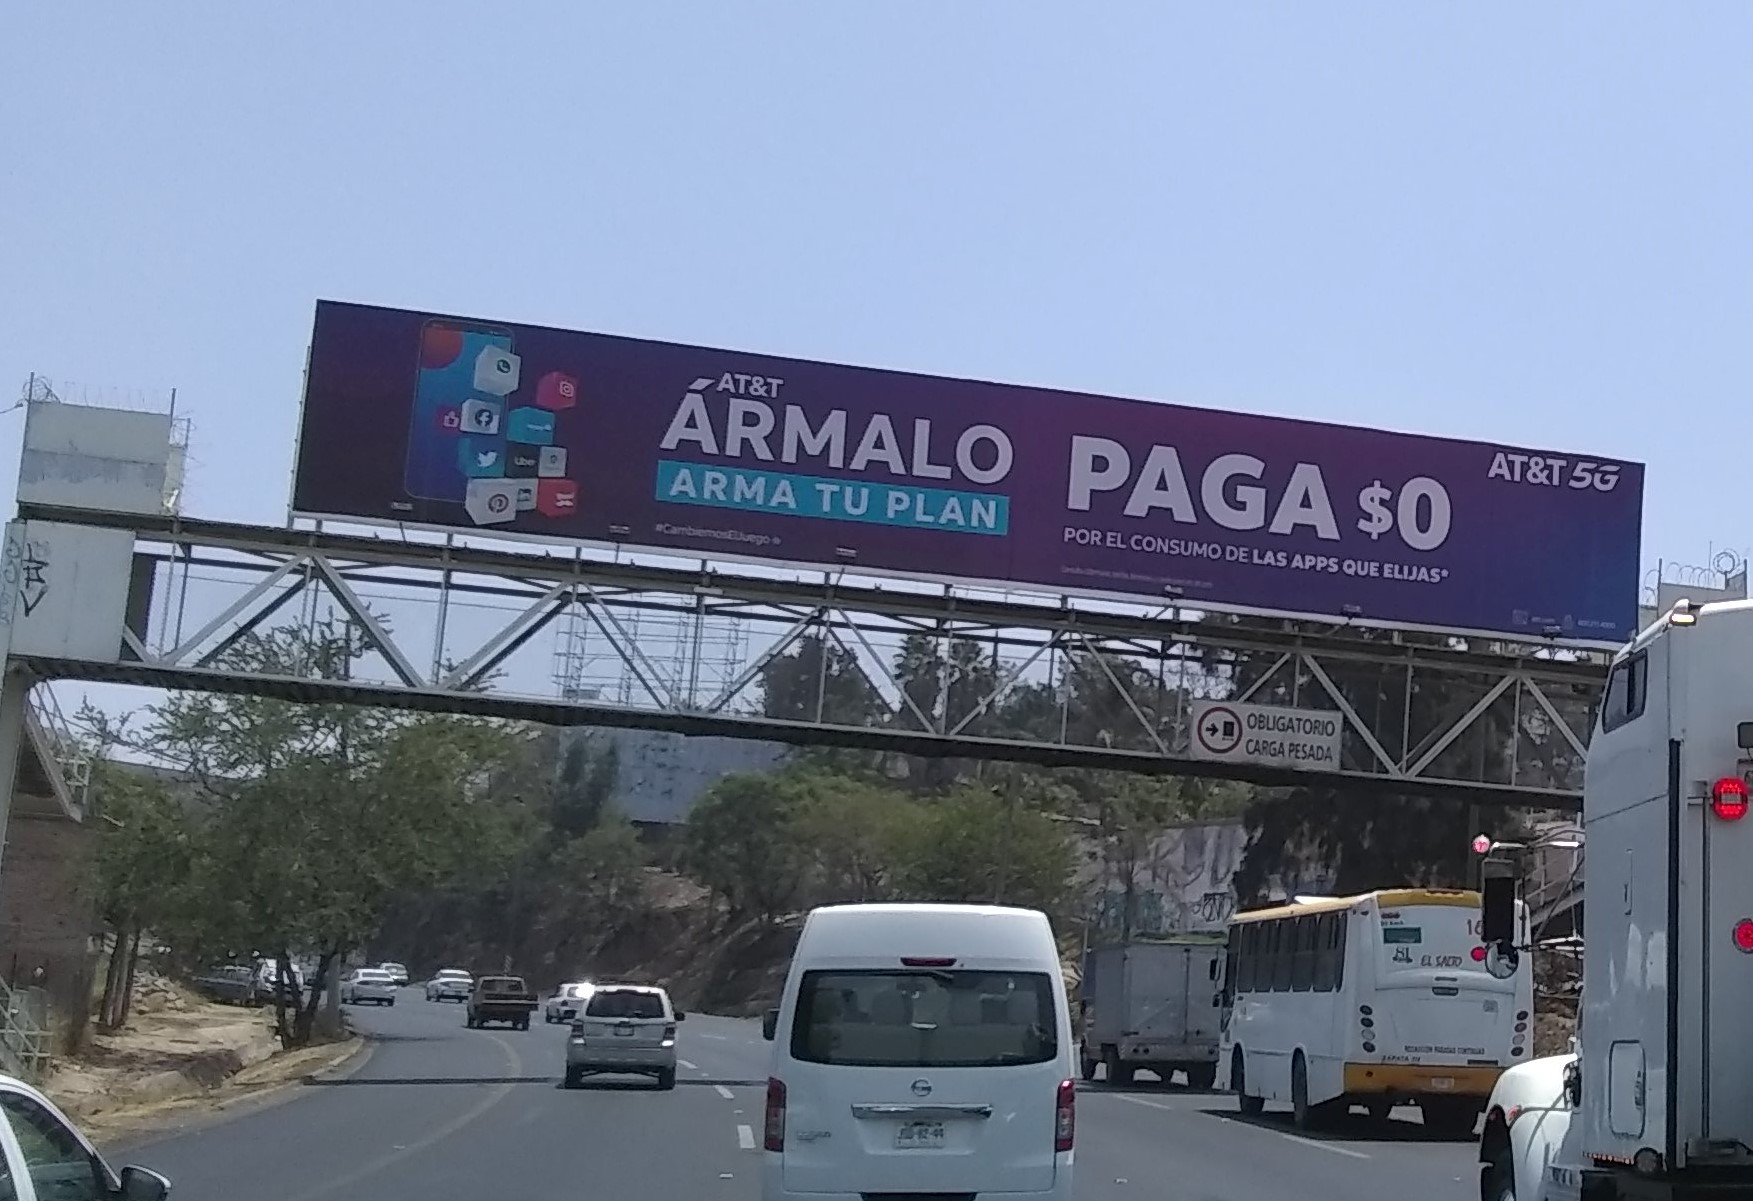 AT&T
ÁRMALO
ARMA TU PLAN
#CambiemosElJuego
PAGA $0
POR EL CONSUMO DE LAS APPS QUE ELIJAS*
AT&T 5G
Uber
OBLIGATORIO
CARGA PESADA
EL SALTO